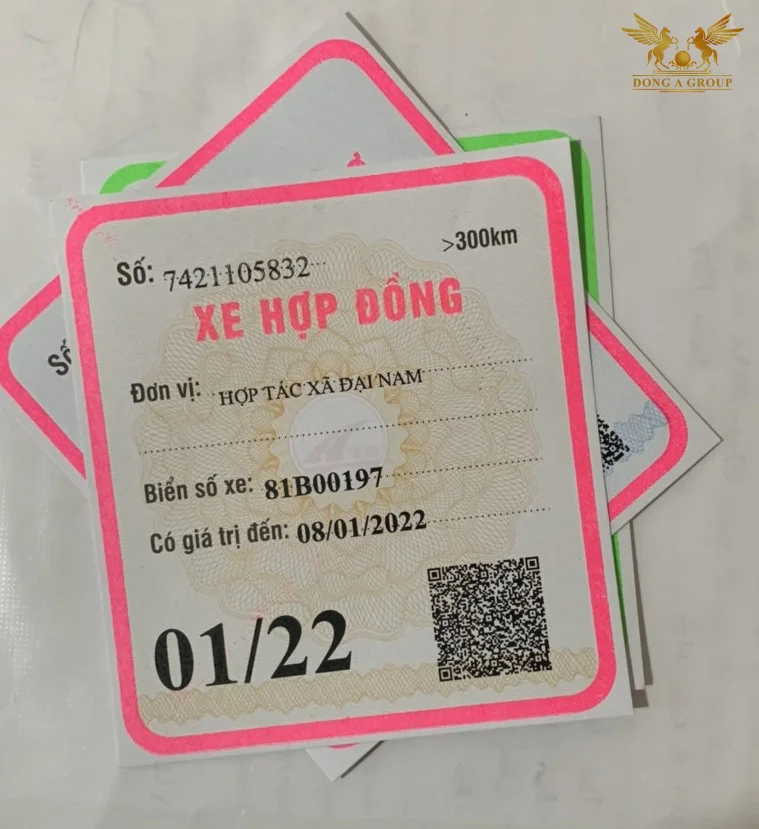 DONG A GROUP
>300km
Số: 7421105832
XE HỢP ĐỒNG
Đơn vị: HỢP TÁC XÃ ĐẠI NAM
Biển số xe: 81B00197
Có giá trị đến: 08/01/2022
01/22
Số